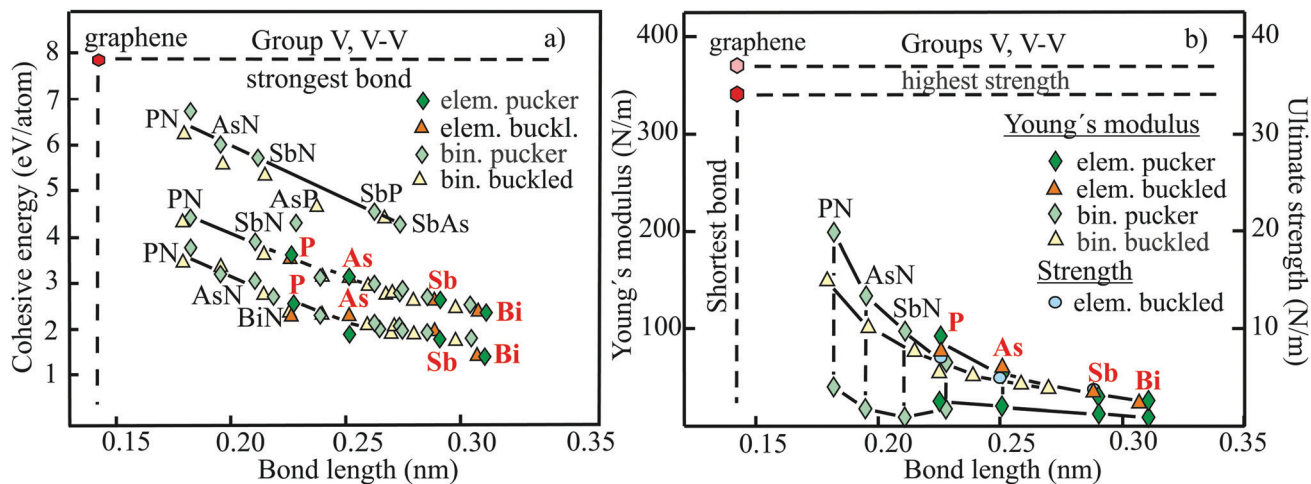 graphene
Group V, V-V
a)
strongest bond
elem. pucker
elem. buckl.
bin. pucker
bin. buckled
PN
AsN
SbN
AsP
SbP
SbAs
PN
SbN
P
As
Sb
Bi
PN
AsN
BiN
P
As
Sb
Bi
8
7
6
5
4
3
2
1
Cohesive energy (eV/atom)
0.15
0.20
0.25
0.30
0.35
Bond length (nm)
graphene
Groups V, V-V
b)
highest strength
Young´s modulus
elem. pucker
elem. buckled
bin. pucker
bin. buckled
Strength
elem. buckled
Shortest bond
PN
AsN
SbN
P
As
Sb
Bi
400
300
200
100
Young´s modulus (N/m)
40
30
20
10
Ultimate strength (N/m)
0.15
0.20
0.25
0.30
0.35
Bond length (nm)